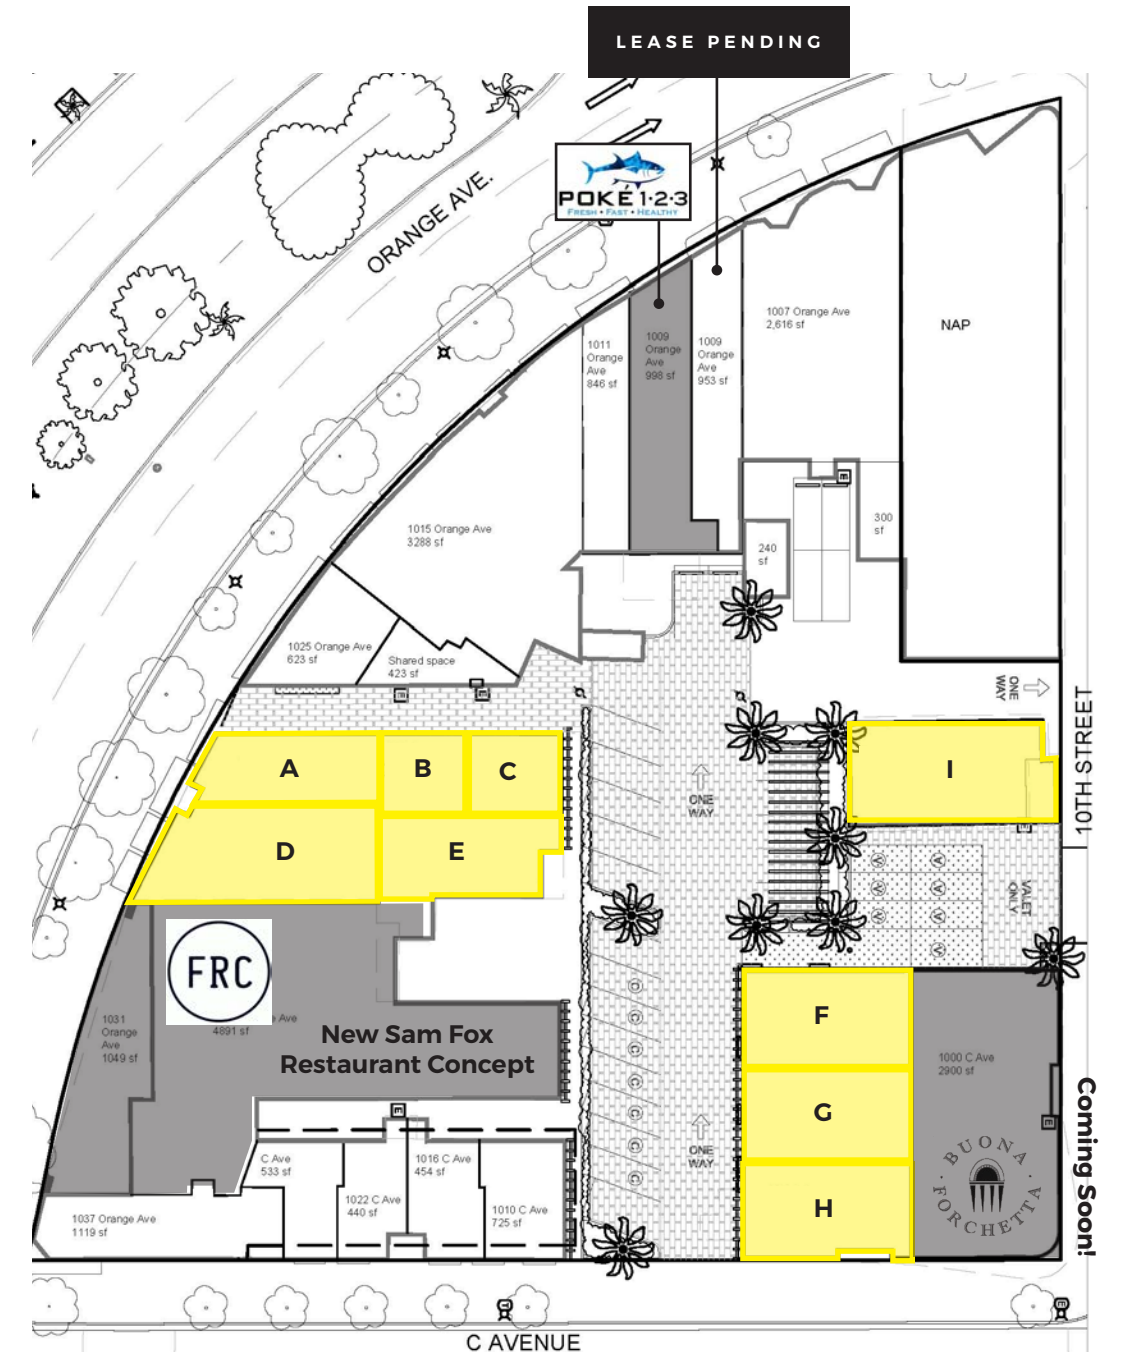 LEASE PENDING
POKÉ 1•2•3
FRESH • FAST • HEALTHY
ORANGE AVE.
1007 Orange Ave
2,616 sf
NAP
1011
Orange
Ave
846 sf
1009
Orange
Ave
998 sf
1009
Orange
Ave
953 sf
1015 Orange Ave
3288 sf
300
sf
240
sf
1025 Orange Ave
623 sf
Shared space
423 sf
E
E
E
ONE
WAY
10TH STREET
A
B
C
D
E
I
ONE
WAY
VALET
ONLY
V
V
V
V
V
V
V
FRC
1031
Orange
Ave
1049 sf
e Ave
4891 sf
New Sam Fox
Restaurant Concept
C
C
C
C
C
C
C
F
G
H
1000 C Ave
2900 sf
E
BUONA
FORCHETTA
Coming Soon!
ONE
WAY
E
C Ave
533 sf
1016 C Ave
454 sf
1022 C Ave
440 sf
1010 C Ave
725 sf
1037 Orange Ave
1119 sf
C AVENUE